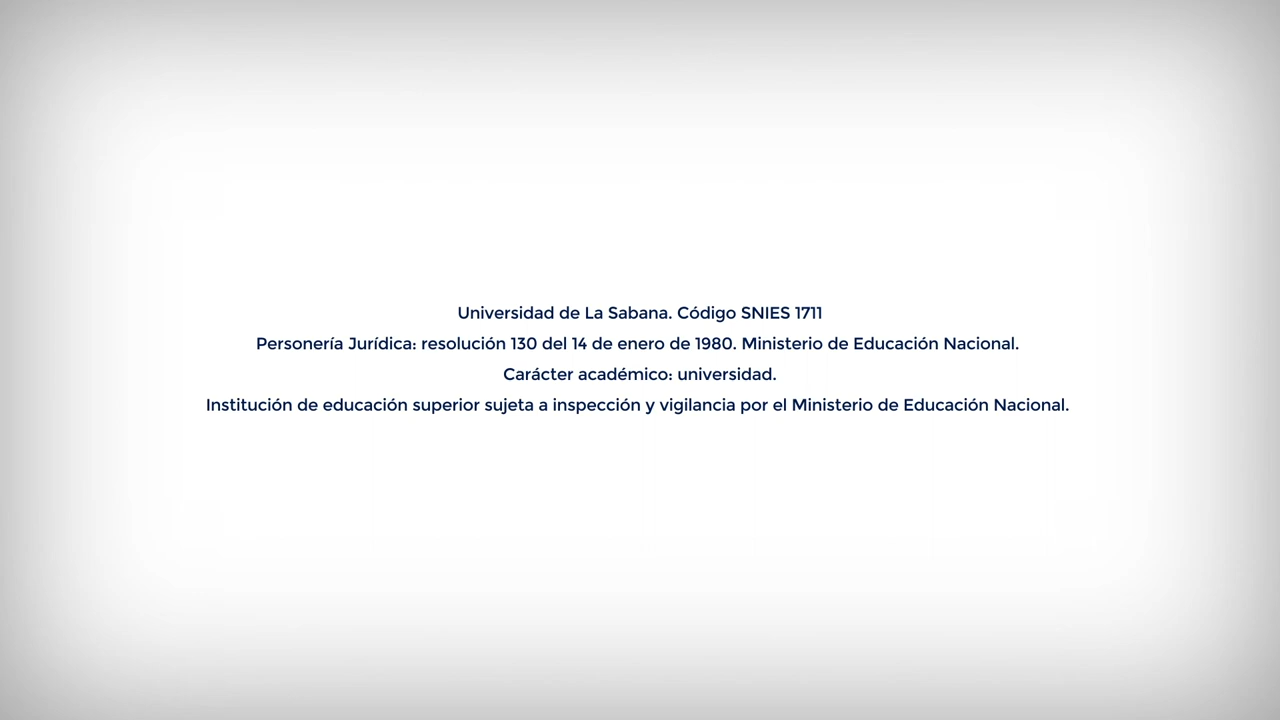 Universidad de La Sabana. Código SNIES 1711
Personería Jurídica: resolución 130 del 14 de enero de 1980. Ministerio de Educación Nacional.
Carácter académico: universidad.
Institución de educación superior sujeta a inspección y vigilancia por el Ministerio de Educación Nacional.